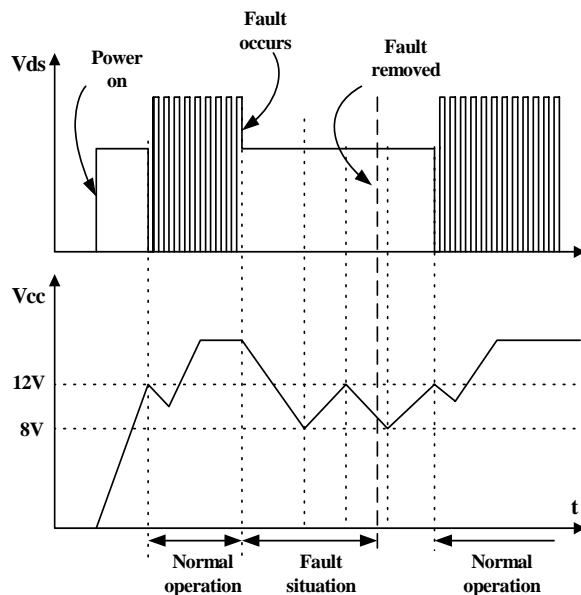 Fault
occurs
Vds
Power
on
Fault
removed
Vcc
12V
8V
t
Normal
operation
Fault
situation
Normal
operation